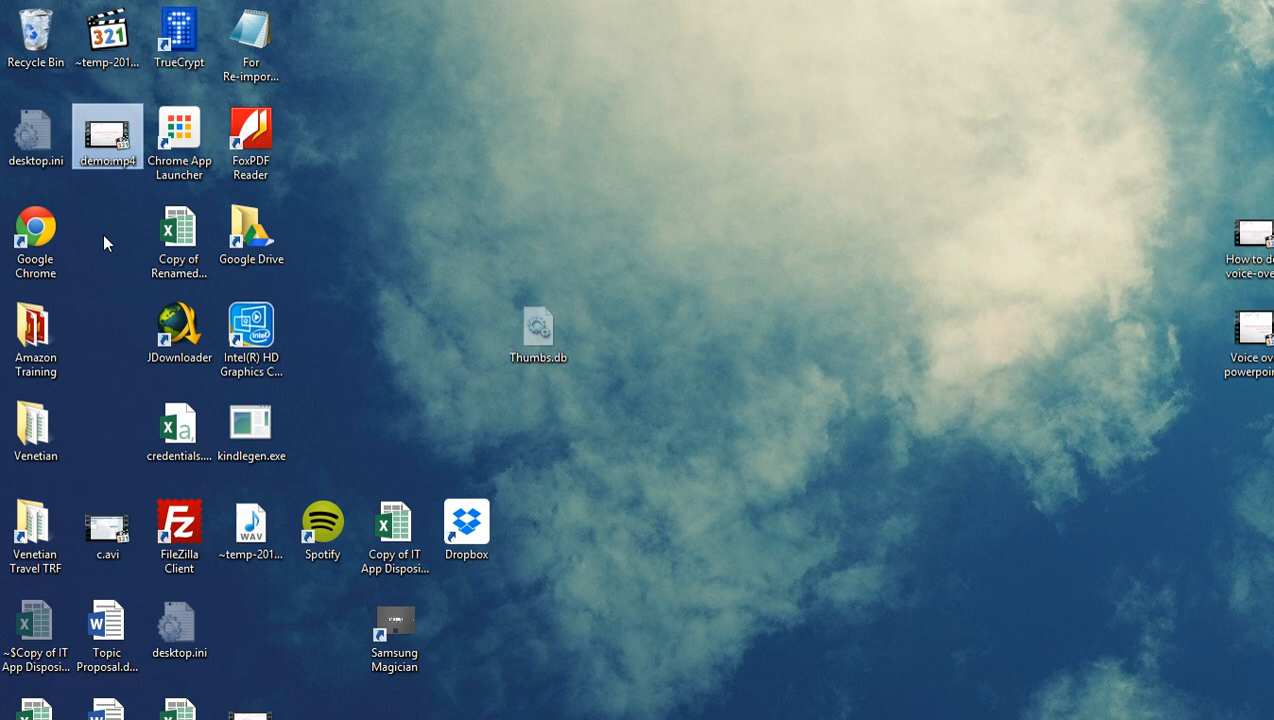 Recycle Bin
~temp-201...
TrueCrypt
For
Re-impor...
desktop.ini
demo.mp4
Chrome App
Launcher
FoxPDF
Reader
Google
Chrome
Copy of
Renamed...
Google Drive
How to d
voice-ove
Amazon
Training
JDownloader
Intel(R) HD
Graphics C...
Thumbs.db
Voice ov
powerpoin
Venetian
credentials....
kindlegen.exe
Venetian
Travel TRF
c.avi
FileZilla
Client
~temp-201...
Spotify
Copy of IT
App Disposi...
Dropbox
~$Copy of IT
App Disposi...
Topic
Proposal.d...
desktop.ini
Samsung
Magician